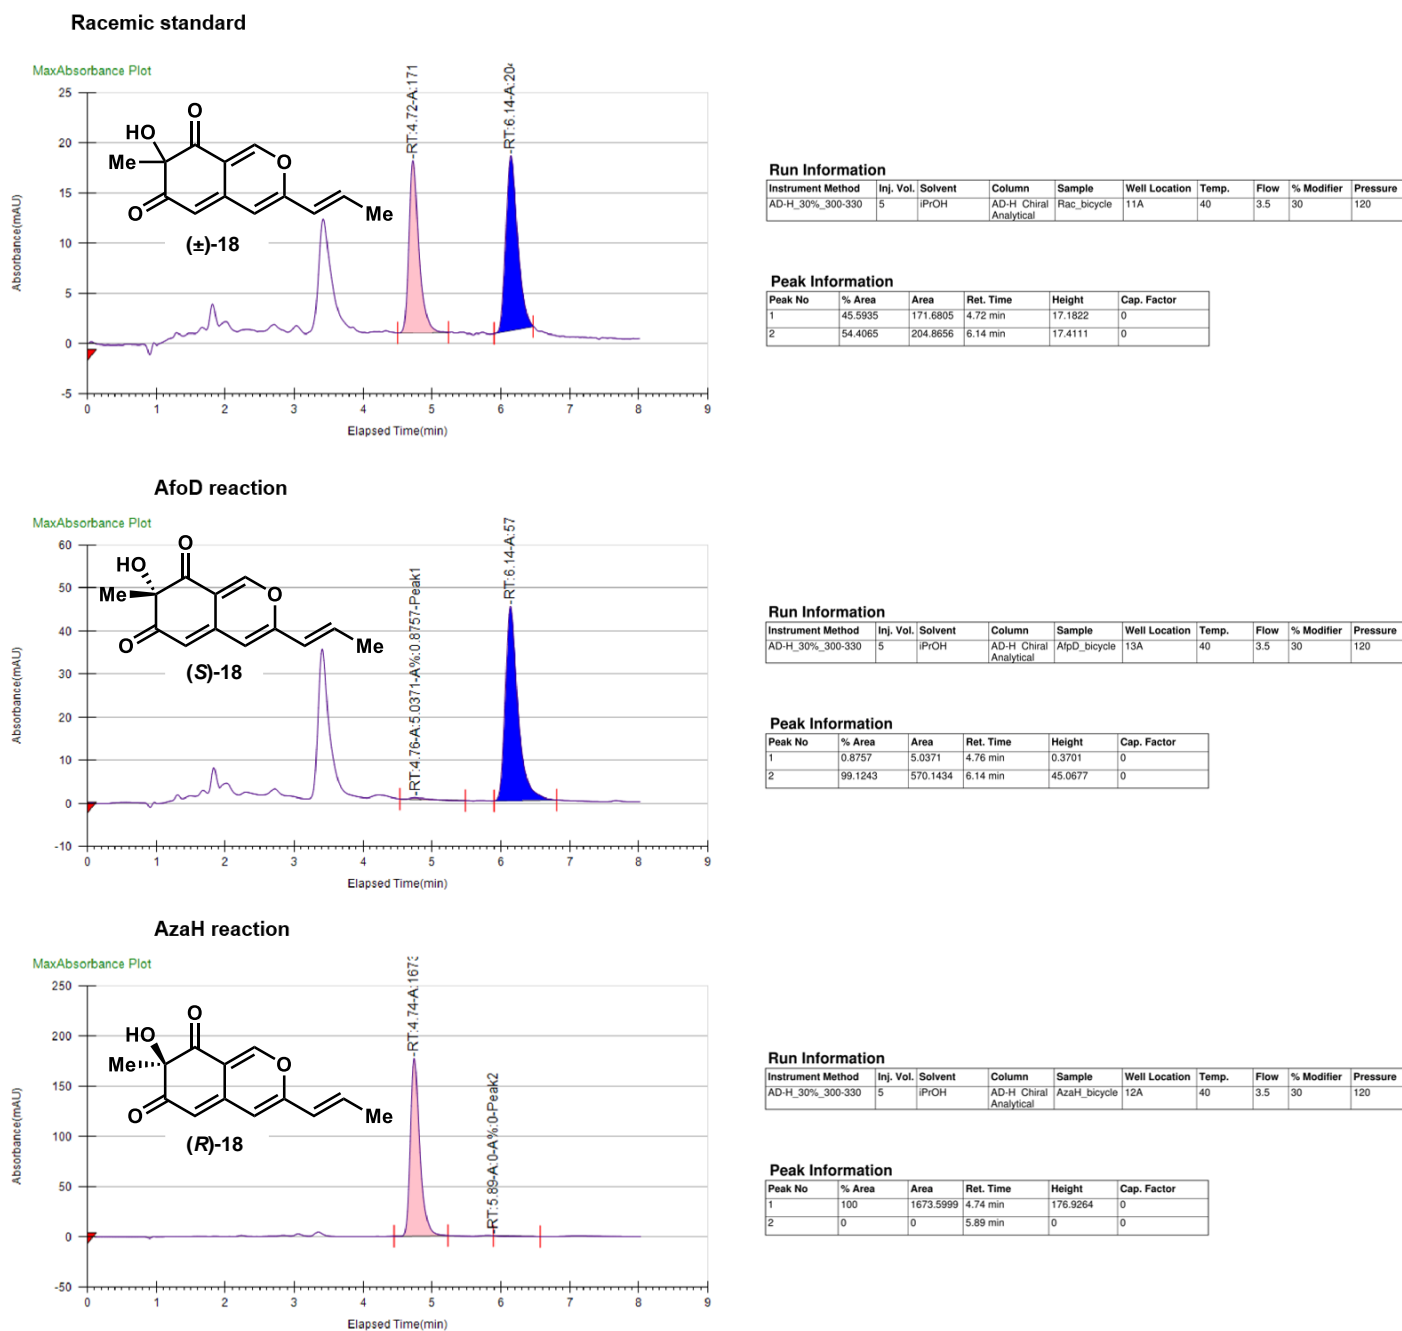 Racemic standard
MaxAbsorbance Plot
-RT:4.72-A:171
-RT:6.14-A:204
25
20
15
10
5
0
-5
Absorbance(mAU)
HO
O
Me
O
O
Me
(±)-18
0 1 2 3 4 5 6 7 8 9
Elapsed Time(min)
Run Information
Instrument Method Inj. Vol. Solvent Column Sample Well Location Temp. Flow % Modifier Pressure
AD-H_30%_300-330 5 iPrOH AD-H Chiral Rac_bicycle 11A 40 3.5 30 120
Analytical
Peak Information
Peak No % Area Area Ret. Time Height Cap. Factor
1 45.5935 171.6805 4.72 min 17.1822 0
2 54.4065 204.8656 6.14 min 17.4111 0
AfoD reaction
MaxAbsorbance Plot
-RT:4.76-A:5.0371-A%:0.8757-Peak1
-RT:6.14-A:57
60
50
40
30
20
10
0
-10
Absorbance(mAU)
HO
O
Me
O
O
Me
(S)-18
0 1 2 3 4 5 6 7 8 9
Elapsed Time(min)
Run Information
Instrument Method Inj. Vol. Solvent Column Sample Well Location Temp. Flow % Modifier Pressure
AD-H_30%_300-330 5 iPrOH AD-H Chiral AfpD_bicycle 13A 40 3.5 30 120
Analytical
Peak Information
Peak No % Area Area Ret. Time Height Cap. Factor
1 0.8757 5.0371 4.76 min 0.3701 0
2 99.1243 570.1434 6.14 min 45.0677 0
AzaH reaction
MaxAbsorbance Plot
-RT:4.74-A:1673
-RT:5.89-A:0-A%:0-Peak2
250
200
150
100
50
0
-50
Absorbance(mAU)
HO
O
Me
O
O
Me
(R)-18
0 1 2 3 4 5 6 7 8 9
Elapsed Time(min)
Run Information
Instrument Method Inj. Vol. Solvent Column Sample Well Location Temp. Flow % Modifier Pressure
AD-H_30%_300-330 5 iPrOH AD-H Chiral AzaH_bicycle 12A 40 3.5 30 120
Analytical
Peak Information
Peak No % Area Area Ret. Time Height Cap. Factor
1 100 1673.5999 4.74 min 176.9264 0
2 0 0 5.89 min 0 0